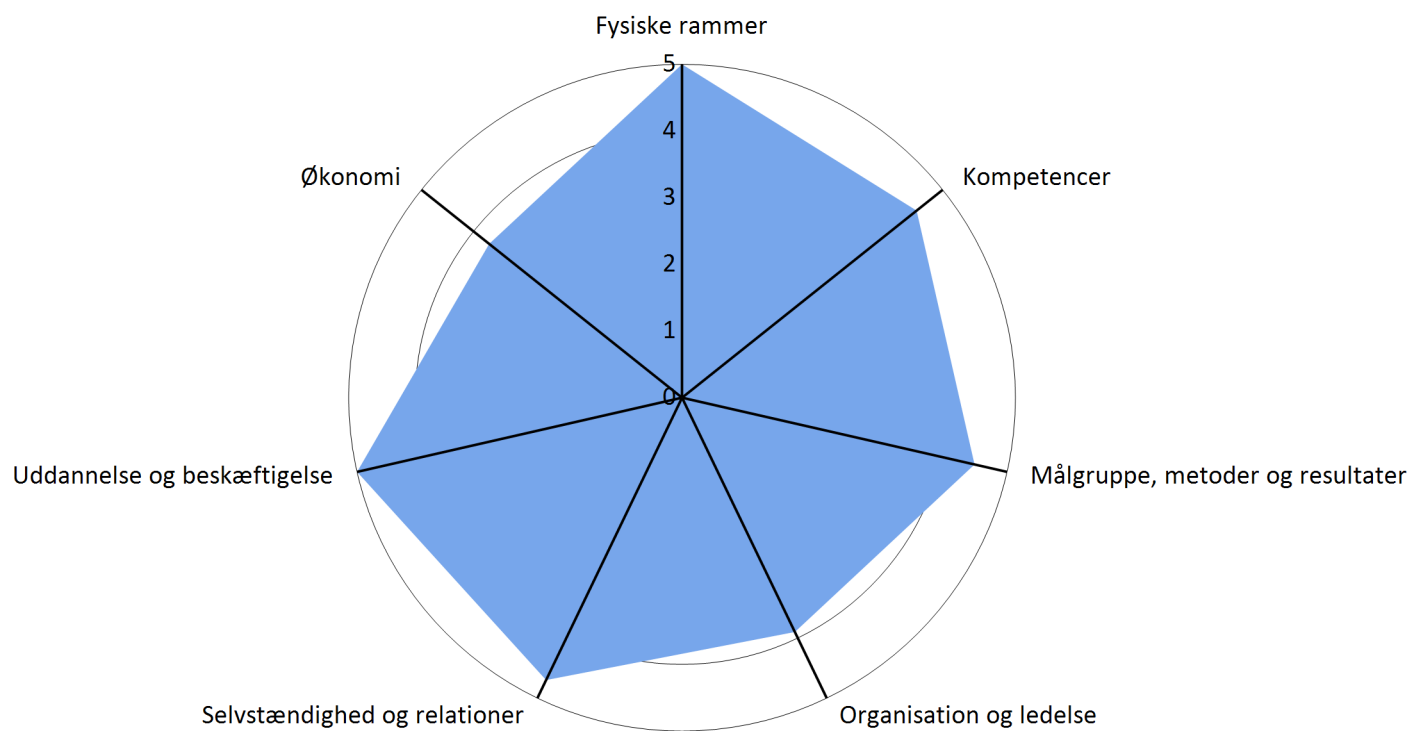 Fysiske rammer
5
4
Økonomi
Kompetencer
3
2
1
0
Uddannelse og beskæftigelse
Målgruppe, metoder og resultater
Selvstændighed og relationer
Organisation og ledelse